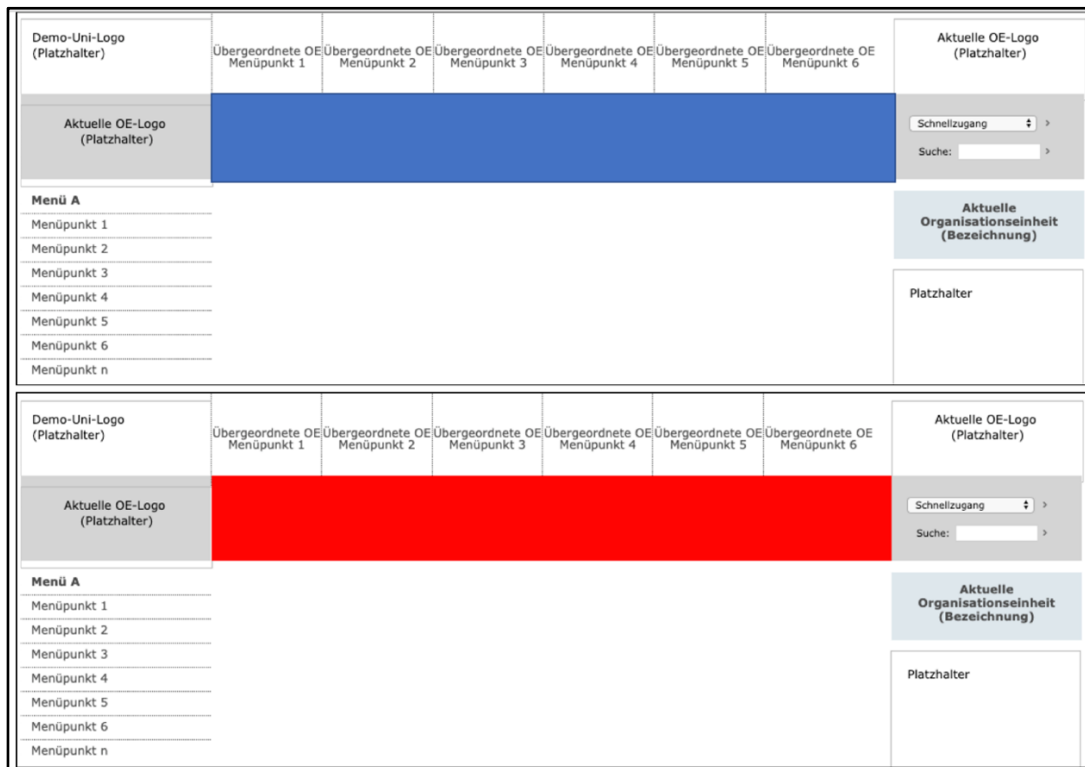 Demo-Uni-Logo
(Platzhalter)
Übergeordnete OE
Menüpunkt 1
Übergeordnete OE
Menüpunkt 2
Übergeordnete OE
Menüpunkt 3
Übergeordnete OE
Menüpunkt 4
Übergeordnete OE
Menüpunkt 5
Übergeordnete OE
Menüpunkt 6
Aktuelle OE-Logo
(Platzhalter)
Aktuelle OE-Logo
(Platzhalter)
Schnellzugang
Suche:
Menü A
Menüpunkt 1
Menüpunkt 2
Menüpunkt 3
Menüpunkt 4
Menüpunkt 5
Menüpunkt 6
Menüpunkt n
Aktuelle
Organisationseinheit
(Bezeichnung)
Platzhalter
Demo-Uni-Logo
(Platzhalter)
Übergeordnete OE
Menüpunkt 1
Übergeordnete OE
Menüpunkt 2
Übergeordnete OE
Menüpunkt 3
Übergeordnete OE
Menüpunkt 4
Übergeordnete OE
Menüpunkt 5
Übergeordnete OE
Menüpunkt 6
Aktuelle OE-Logo
(Platzhalter)
Aktuelle OE-Logo
(Platzhalter)
Schnellzugang
Suche:
Menü A
Menüpunkt 1
Menüpunkt 2
Menüpunkt 3
Menüpunkt 4
Menüpunkt 5
Menüpunkt 6
Menüpunkt n
Aktuelle
Organisationseinheit
(Bezeichnung)
Platzhalter